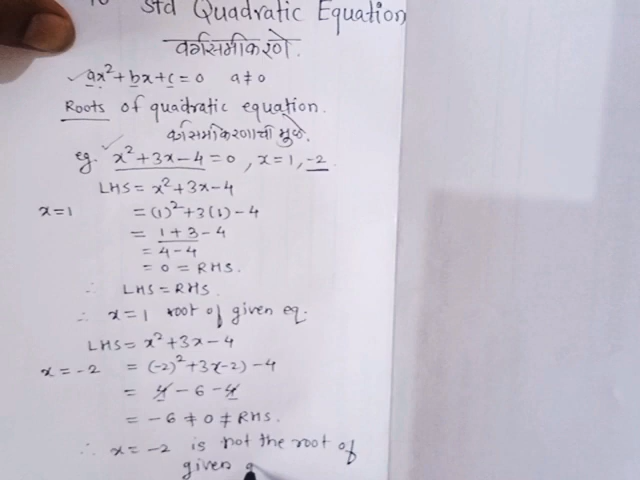 Std Quadratic Equation
वर्गसमीकरणे.
ax²+bx+c=0 a≠0
Roots of quadratic equation.
वर्गसमीकरणाची मुळे.
eg. x²+3x-4=0, x=1, -2
LHS = x²+3x-4
x=1 = (1)²+3(1)-4
= 1+3-4
= 4-4
= 0 = RHS.
∴ LHS = RHS.
∴ x=1 root of given eq.
LHS = x²+3x-4
x=-2 = (-2)²+3x-2)-4
= 4-6-4
= -6 ≠ 0 ≠ RHS.
∴ x=-2 is not the root of
given